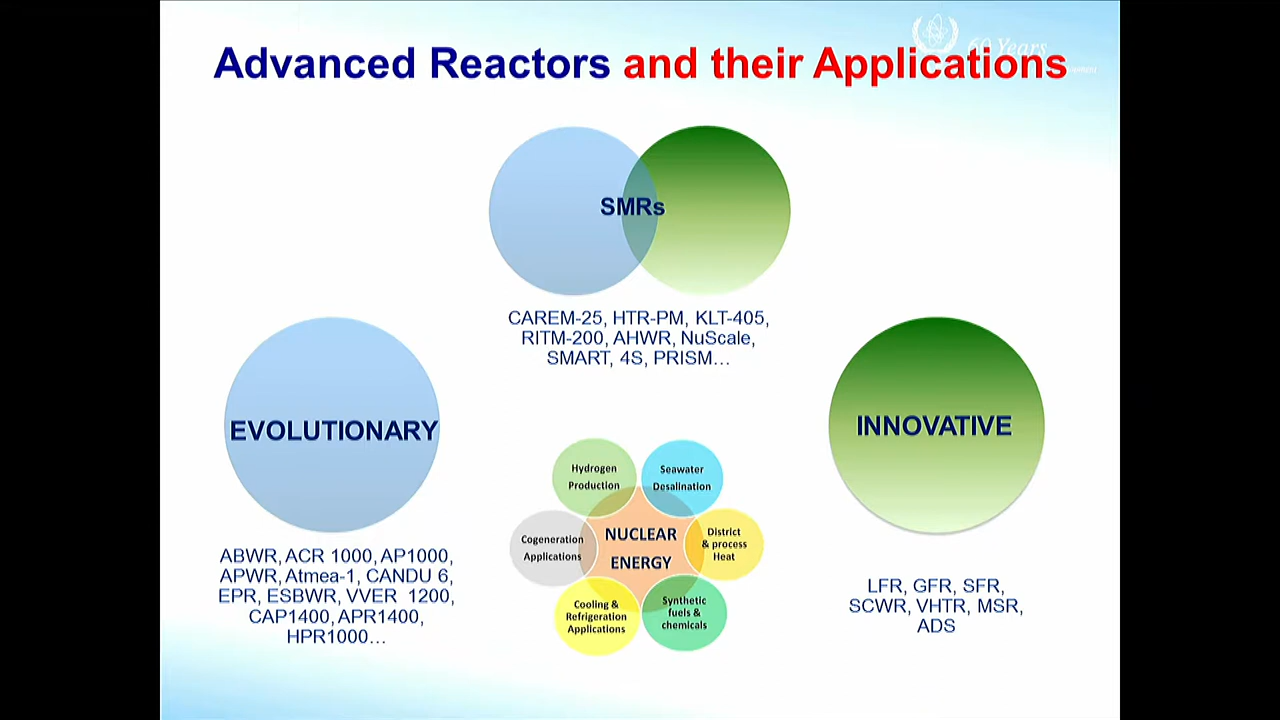 60 Years
Advanced Reactors and their Applications
SMRs
CAREM-25, HTR-PM, KLT-405,
RITM-200, AHWR, NuScale,
SMART, 4S, PRISM…
EVOLUTIONARY
ABWR, ACR 1000, AP1000,
APWR, Atmea-1, CANDU 6,
EPR, ESBWR, VVER 1200,
CAP1400, APR1400,
HPR1000…
Hydrogen
Production
Seawater
Desalination
Cogeneration
Applications
NUCLEAR
ENERGY
District
& process
Heat
Cooling &
Refrigeration
Applications
Synthetic
fuels &
chemicals
INNOVATIVE
LFR, GFR, SFR,
SCWR, VHTR, MSR,
ADS